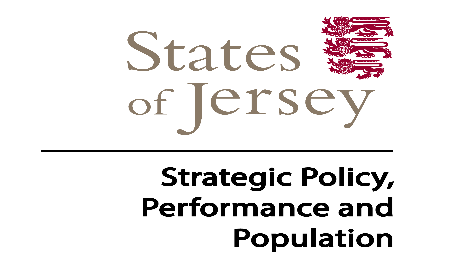 States
of Jersey
Strategic Policy,
Performance and
Population